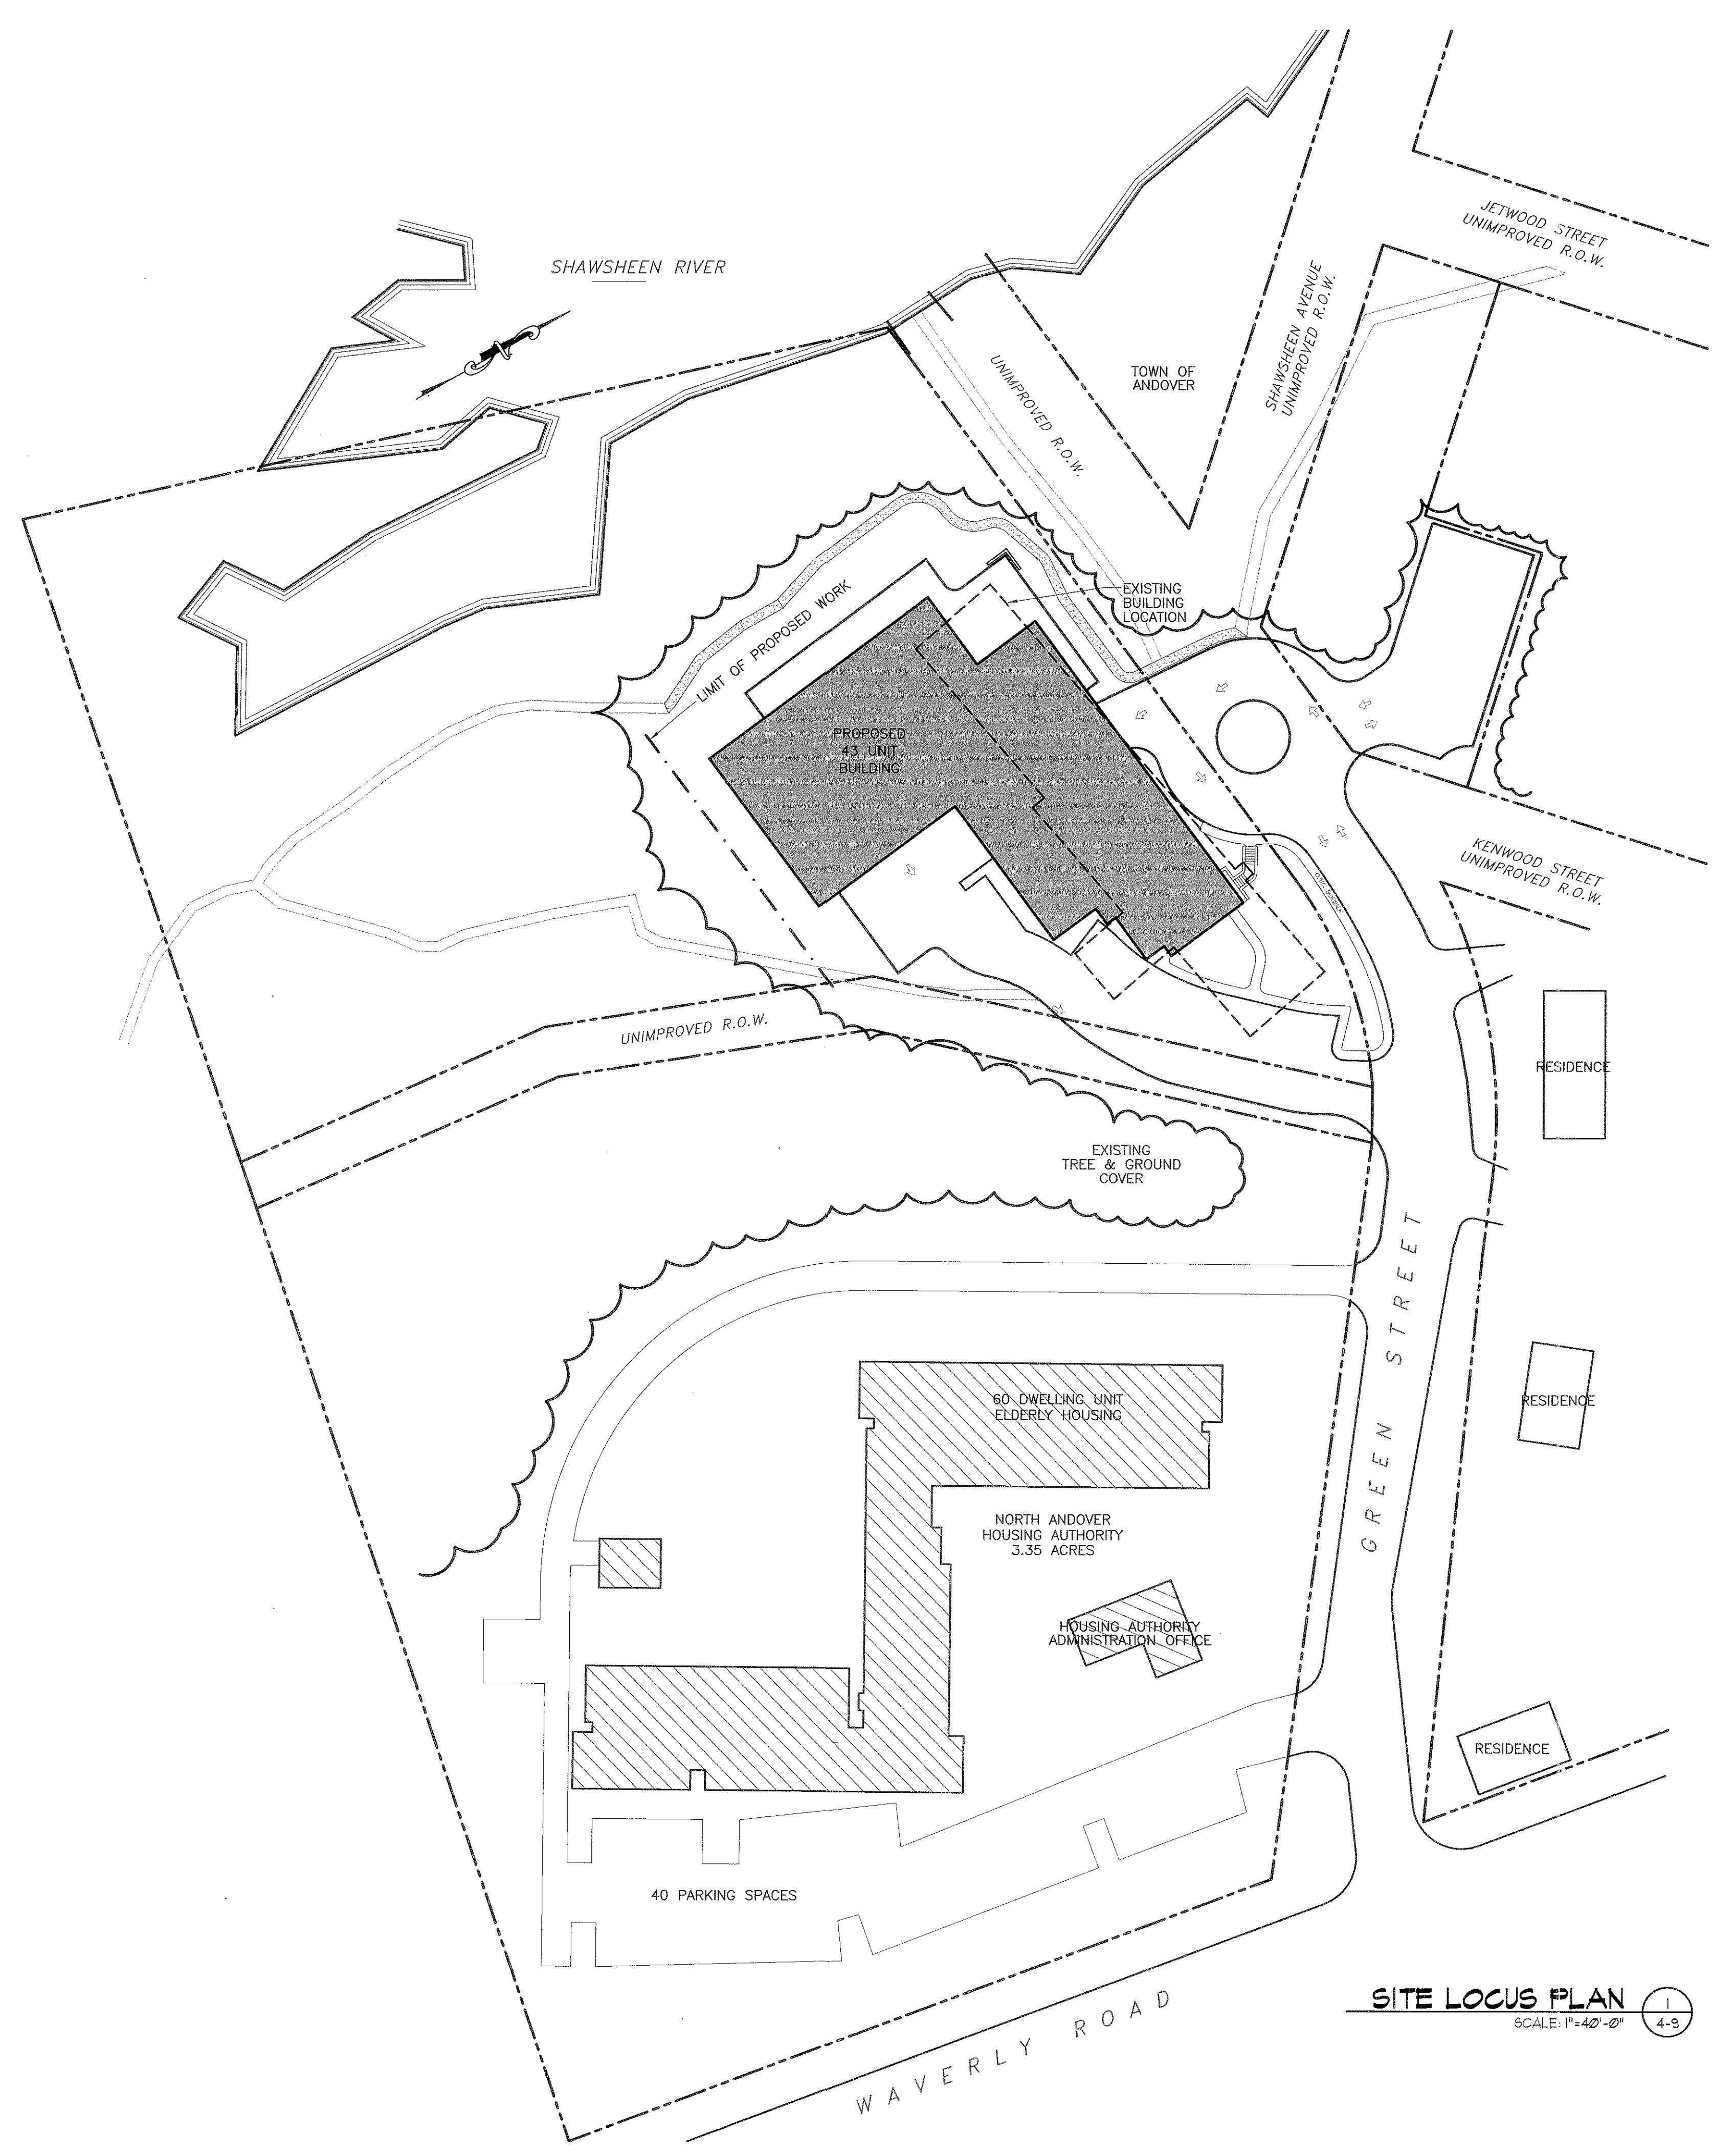 JETWOOD STREET
UNIMPROVED R.O.W.
SHAWSHEEN RIVER
SHAWSHEEN AVENUE
UNIMPROVED R.O.W.
UNIMPROVED R.O.W.
TOWN OF
ANDOVER
EXISTING
BUILDING
LOCATION
LIMIT OF PROPOSED WORK
PROPOSED
43 UNIT
BUILDING
KENWOOD STREET
UNIMPROVED R.O.W.
UNIMPROVED R.O.W.
RESIDENCE
EXISTING
TREE & GROUND
COVER
GREEN STREET
60 DWELLING UNIT
ELDERLY HOUSING
RESIDENCE
NORTH ANDOVER
HOUSING AUTHORITY
3.35 ACRES
HOUSING AUTHORITY
ADMINISTRATION OFFICE
RESIDENCE
40 PARKING SPACES
WAVERLY ROAD
SITE LOCUS PLAN
SCALE: 1"=40'-0"
1
4-9